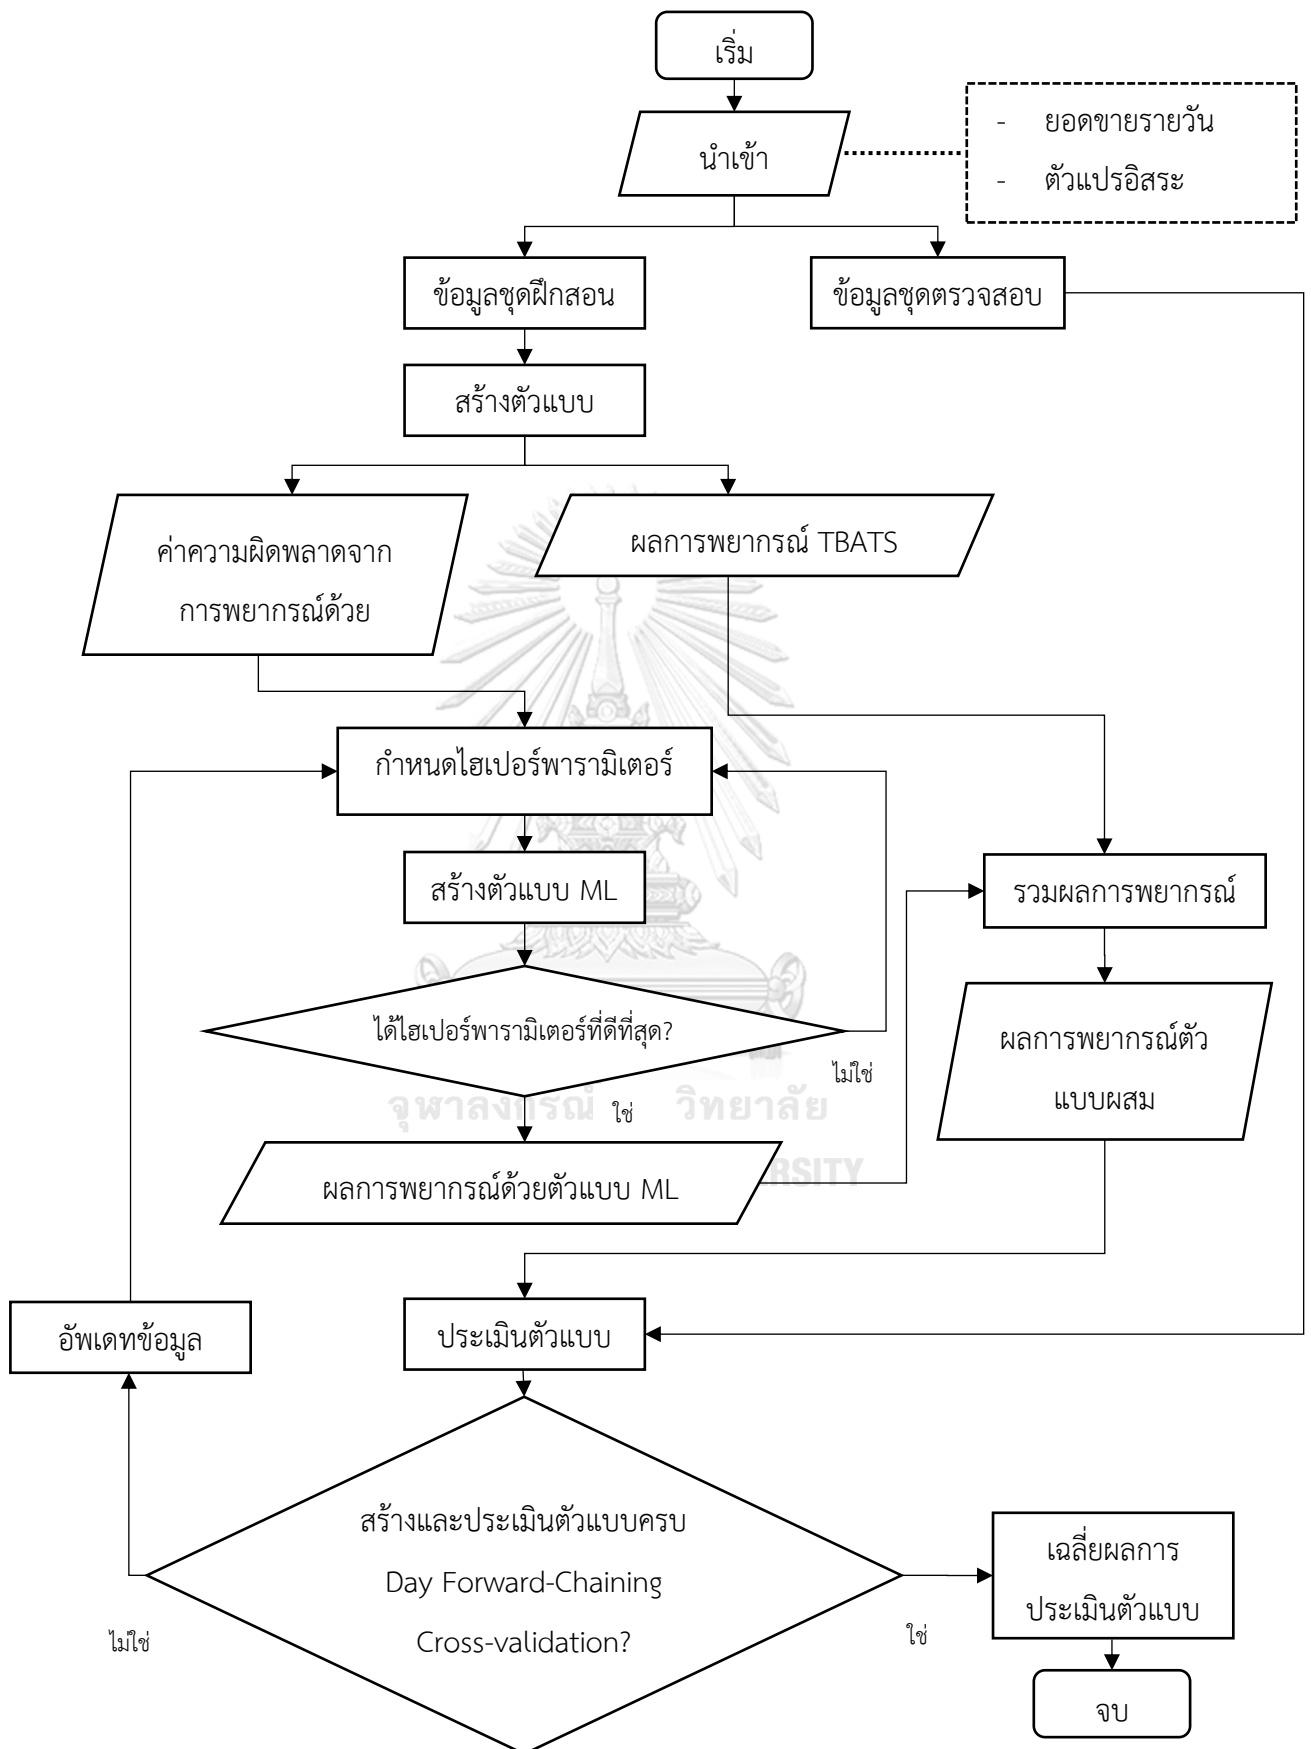 เริ่ม
นำเข้า
- ยอดขายรายวัน
- ตัวแปรอิสระ
ข้อมูลชุดฝึกสอน
ข้อมูลชุดตรวจสอบ
สร้างตัวแบบ
ค่าความผิดพลาดจาก
การพยากรณ์ด้วย
ผลการพยากรณ์ TBATS
กำหนดไฮเปอร์พารามิเตอร์
สร้างตัวแบบ ML
รวมผลการพยากรณ์
ได้ไฮเปอร์พารามิเตอร์ที่ดีที่สุด?
ไม่ใช่
ผลการพยากรณ์ตัว
แบบผสม
จุฬาลงกรณ์ วิทยาลัย
ใช่
RSITY
ผลการพยากรณ์ด้วยตัวแบบ ML
อัพเดทข้อมูล
ประเมินตัวแบบ
สร้างและประเมินตัวแบบครบ
Day Forward-Chaining
Cross-validation?
ไม่ใช่
ใช่
เฉลี่ยผลการ
ประเมินตัวแบบ
จบ